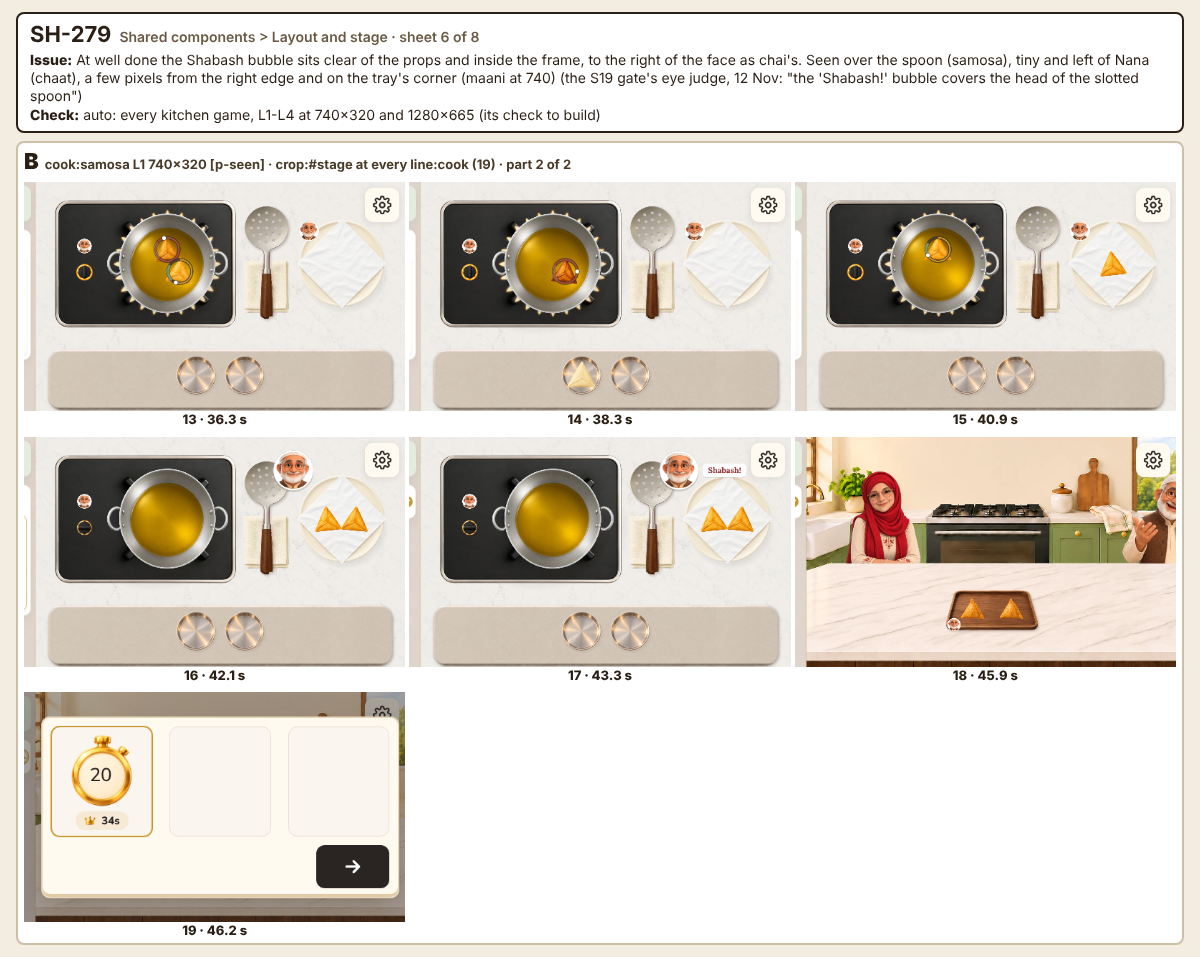 SH-279 Shared components > Layout and stage · sheet 6 of 8
Issue: At well done the Shabash bubble sits clear of the props and inside the frame, to the right of the face as chai's. Seen over the spoon (samosa), tiny and left of Nana
(chaat), a few pixels from the right edge and on the tray's corner (maani at 740) (the S19 gate's eye judge, 12 Nov: "the 'Shabash!' bubble covers the head of the slotted
spoon")
Check: auto: every kitchen game, L1-L4 at 740×320 and 1280×665 (its check to build)
B cook:samosa L1 740×320 [p-seen] · crop:#stage at every line:cook (19) · part 2 of 2
13 · 36.3 s
14 · 38.3 s
15 · 40.9 s
Shabash!
16 · 42.1 s
17 · 43.3 s
18 · 45.9 s
20
34s
19 · 46.2 s